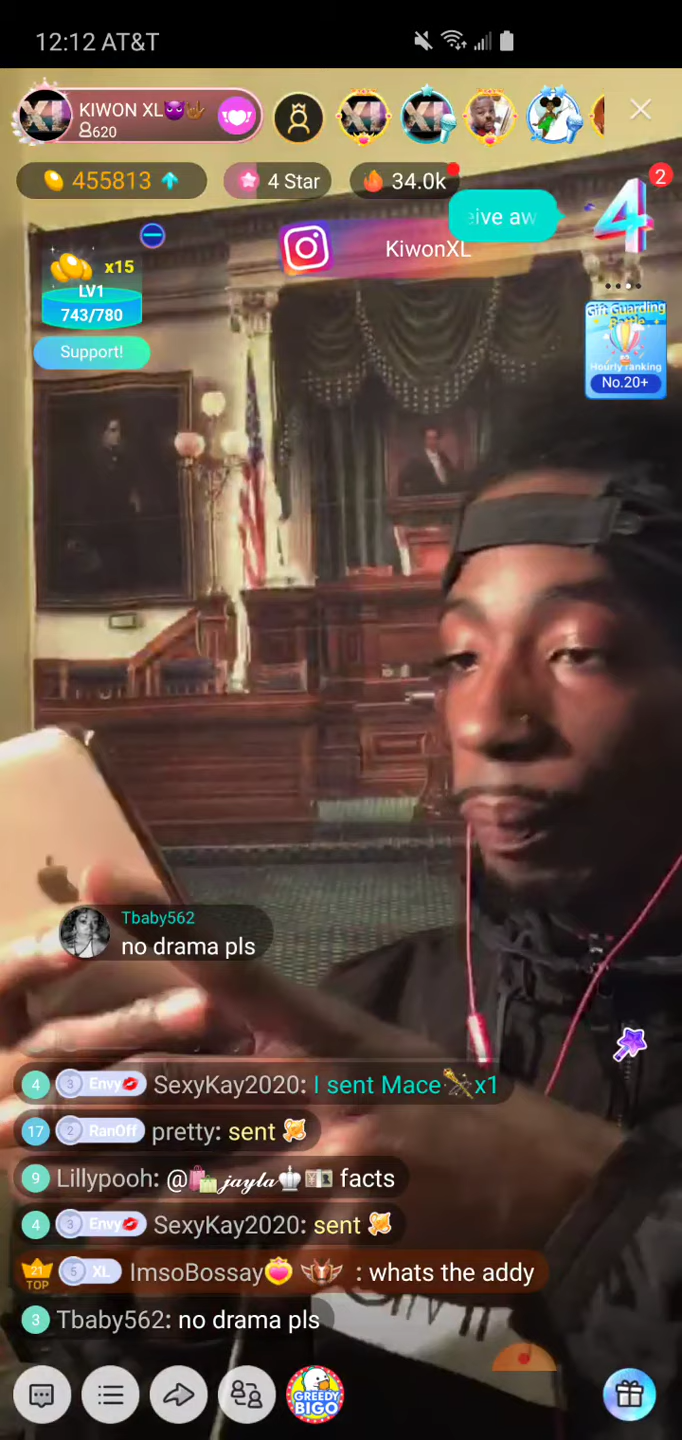 12:12 AT&T
KIWON XL😈🤟🏾
620
455813
4 Star
34.0k
eive aw
4
2
KiwonXL
x15
LV1
743/780
Support!
Gift Guarding
Battle
Hourly ranking
No.20+
Tbaby562
no drama pls
4 3 Envy💋 SexyKay2020: I sent Mace x1
17 2 RanOff pretty: sent
9 Lillypooh: @🛍️𝒿𝒶𝓎𝓁𝒶👑💵 facts
4 3 Envy💋 SexyKay2020: sent
21 TOP 5 XL ImsoBossay : whats the addy
3 Tbaby562: no drama pls
GREEDY
BIGO